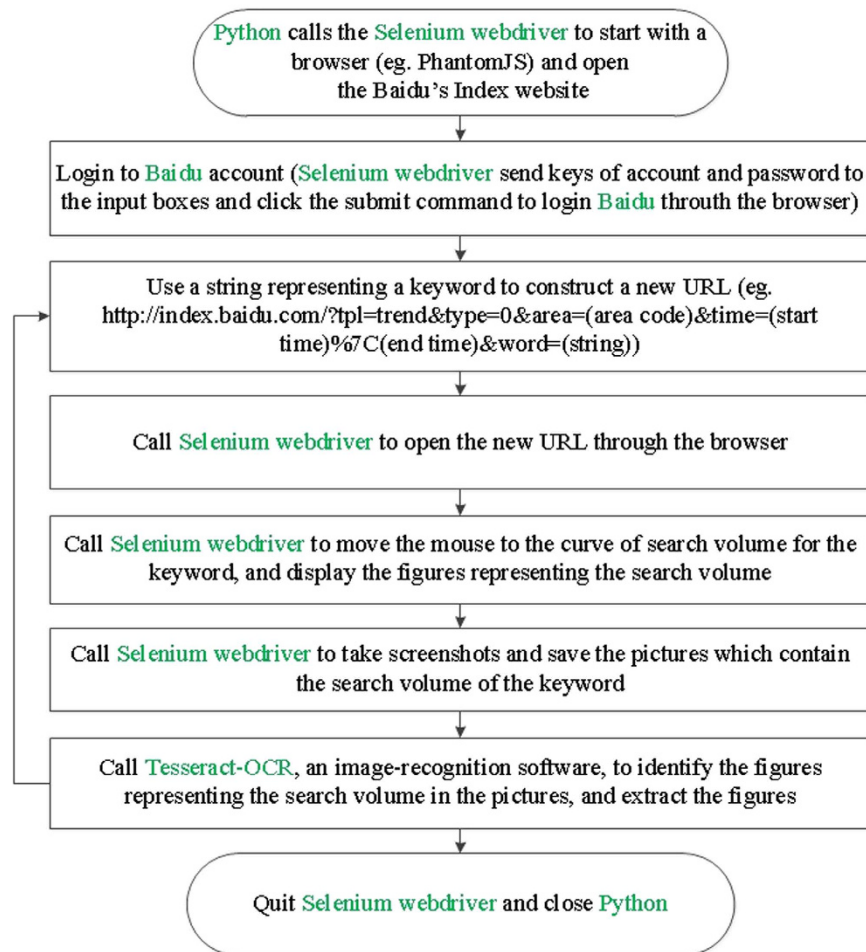 Python calls the Selenium webdriver to start with a
browser (eg. PhantomJS) and open
the Baidu's Index website
Login to Baidu account (Selenium webdriver send keys of account and password to
the input boxes and click the submit command to login Baidu throuth the browser)
Use a string representing a keyword to construct a new URL (eg.
http://index.baidu.com/?tpl=trend&type=0&area=(area code)&time=(start
time)%7C(end time)&word=(string))
Call Selenium webdriver to open the new URL through the browser
Call Selenium webdriver to move the mouse to the curve of search volume for the
keyword, and display the figures representing the search volume
Call Selenium webdriver to take screenshots and save the pictures which contain
the search volume of the keyword
Call Tesseract-OCR, an image-recognition software, to identify the figures
representing the search volume in the pictures, and extract the figures
Quit Selenium webdriver and close Python